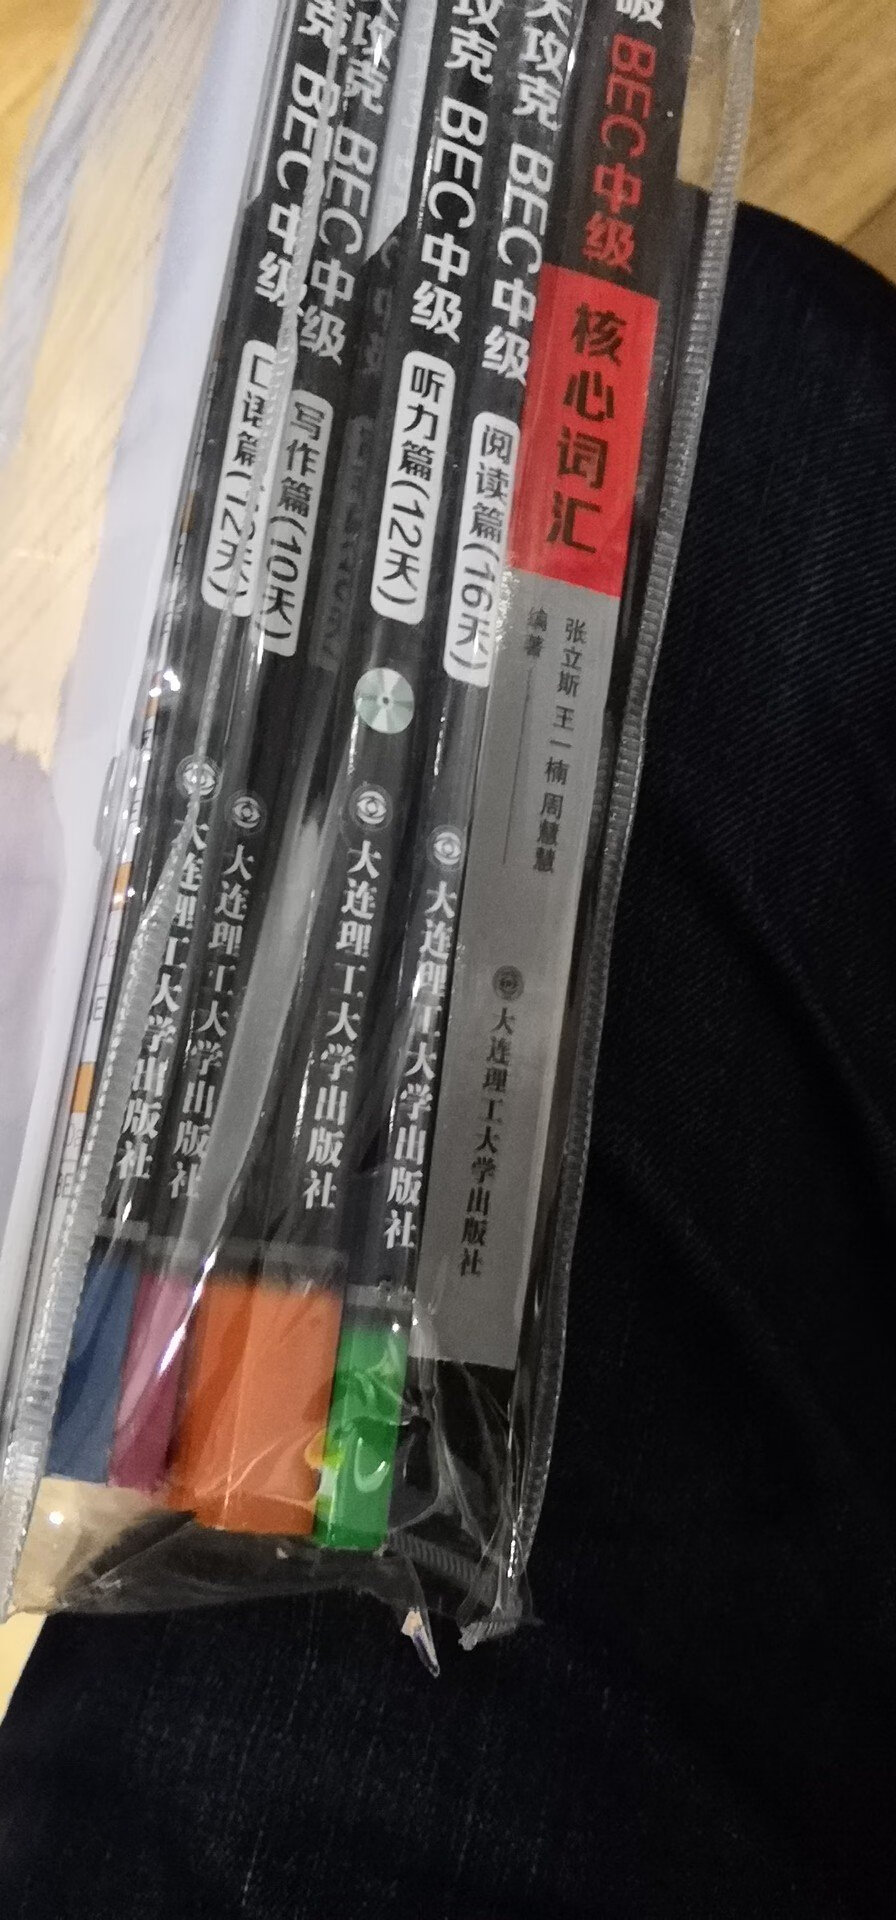 克 BEC中级
口语篇(12天)
大连理工大学出版社
攻克 BEC中级
写作篇(10天)
大连理工大学出版社
攻克 BEC中级
听力篇(12天)
大连理工大学出版社
天攻克 BEC中级
阅读篇(16天)
大连理工大学出版社
BEC中级
核心词汇
张立斯 王一楠 周慧慧
编著
大连理工大学出版社